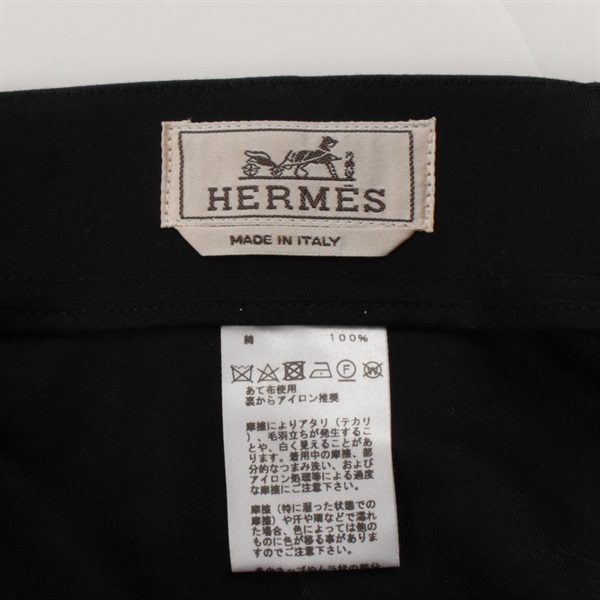 HERMĒS
MADE IN ITALY
綿 100%
F W
あて布使用
裏からアイロン推奨
摩擦によりアタリ（テカリ
）、毛羽立ちが発生するこ
とや、白く見えることがあ
ります。着用中の摩擦、部
分的なつまみ洗い、および
アイロン処理等による過度
な摩擦にご注意下さい。
摩擦（特に湿った状態での
摩擦）や汗や雨などで濡れ
た場合、色によっては他の
ものに色が移る事がありま
すのでご注意下さい。